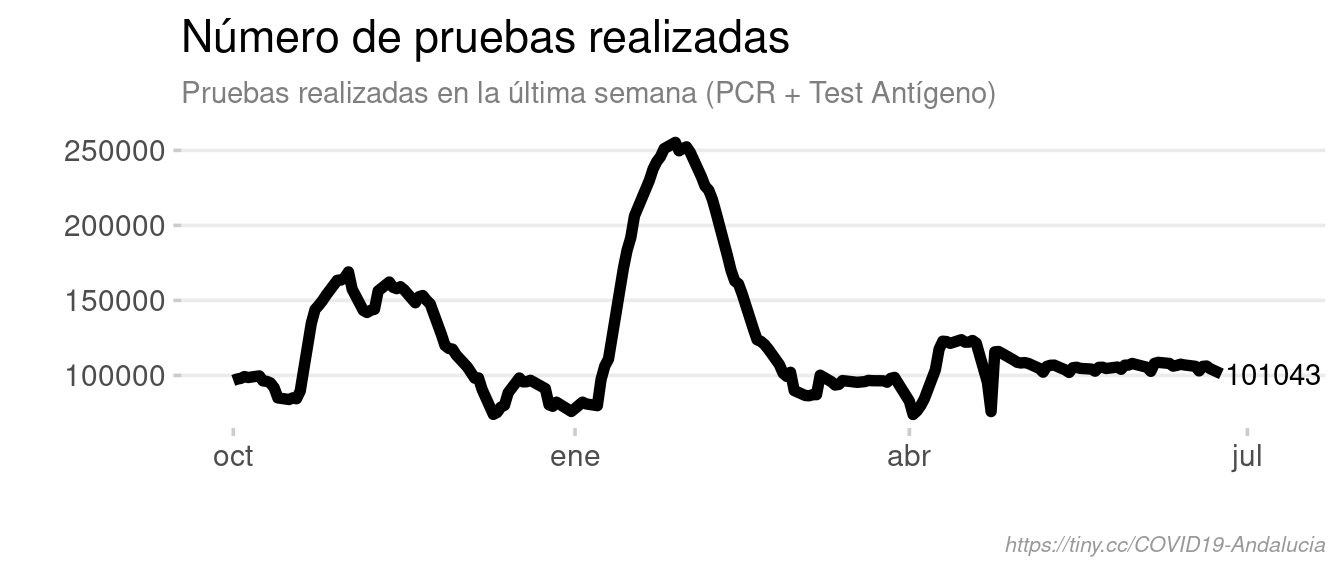 Número de pruebas realizadas
Pruebas realizadas en la última semana (PCR + Test Antígeno)
250000
200000
150000
100000
101043
oct ene abr jul
https://tiny.cc/COVID19-Andalucia